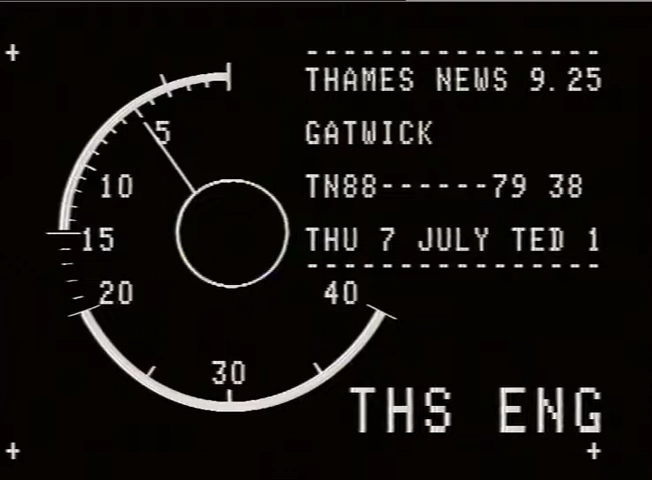 THAMES NEWS 9.25
GATWICK
TN88------79 38
THU 7 JULY TED 1
5
10
15
20
30
40
THS ENG